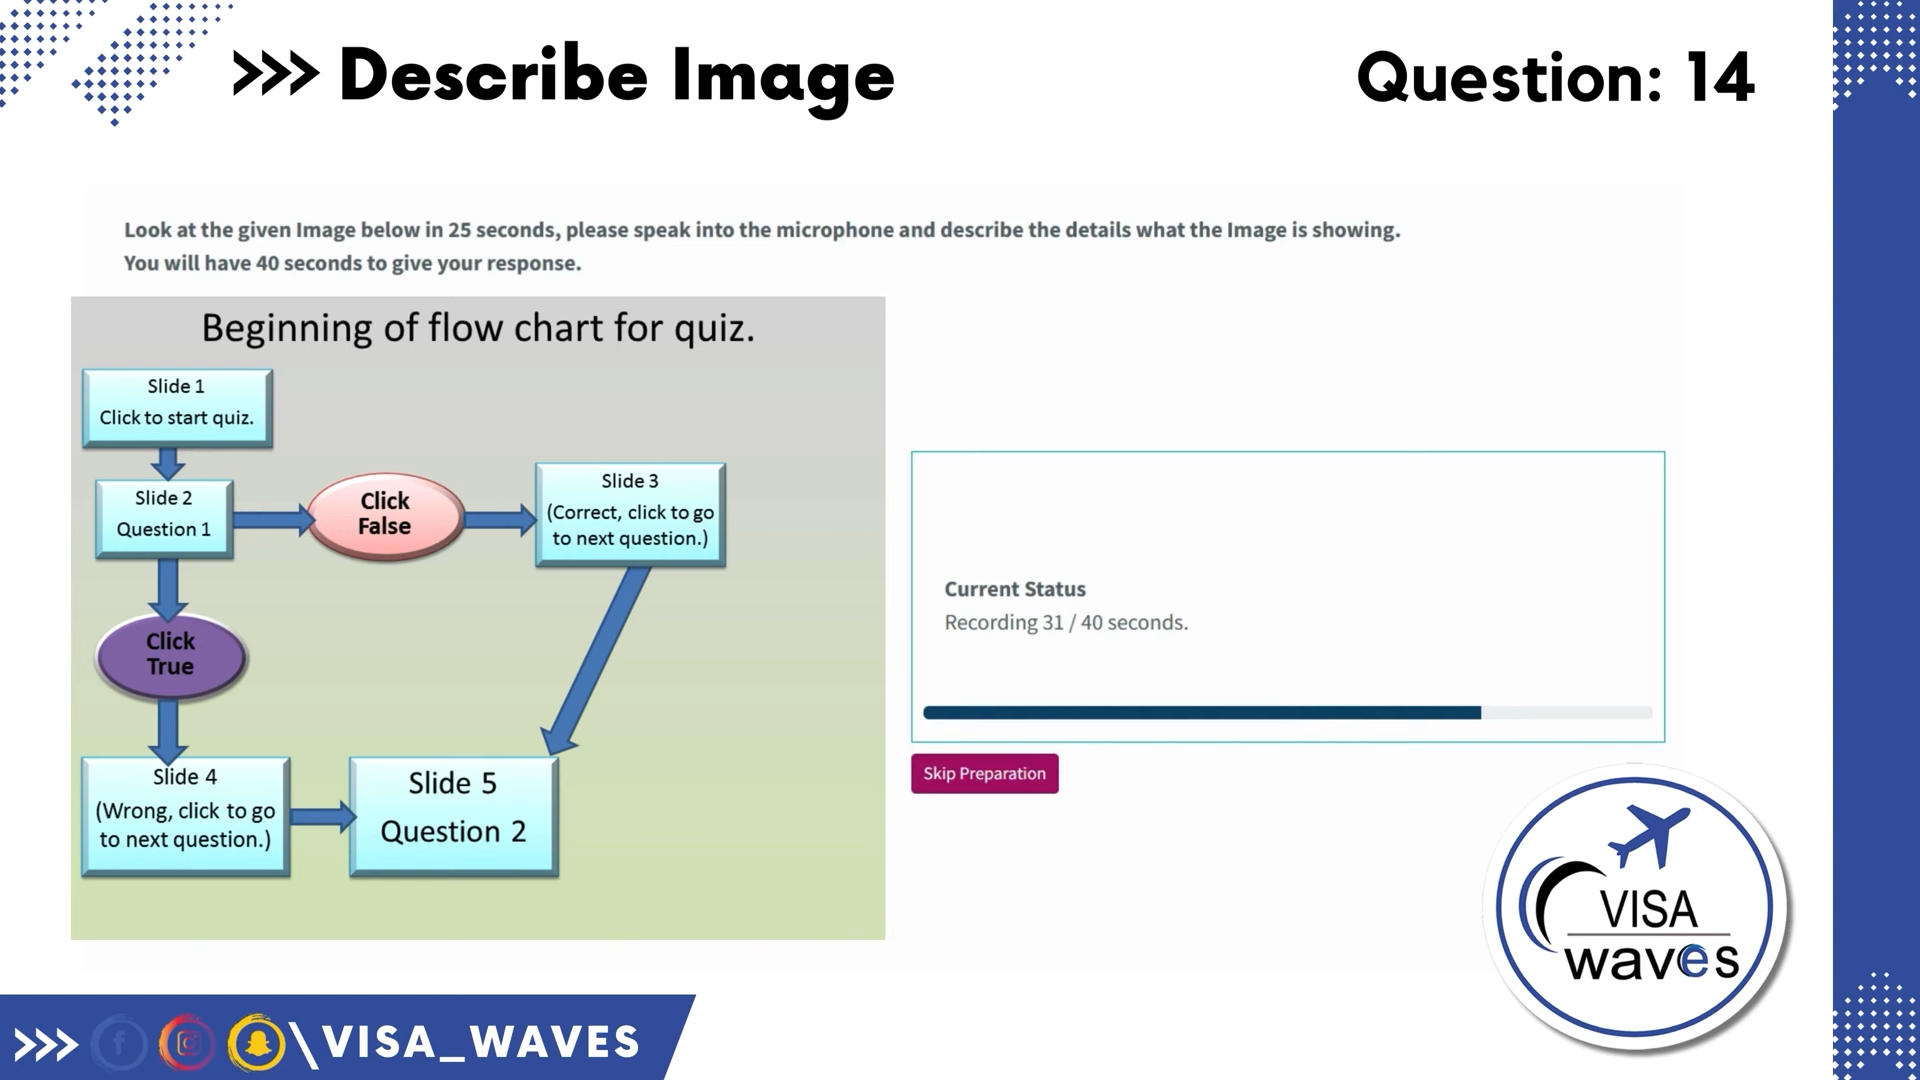 >>> Describe Image
Question: 14
Look at the given Image below in 25 seconds, please speak into the microphone and describe the details what the Image is showing.
You will have 40 seconds to give your response.
Beginning of flow chart for quiz.
Slide 1
Click to start quiz.
Slide 2
Question 1
Click
False
Slide 3
(Correct, click to go
to next question.)
Click
True
Slide 4
(Wrong, click to go
to next question.)
Slide 5
Question 2
Current Status
Recording 31 / 40 seconds.
Skip Preparation
VISA
waves
>>> \VISA_WAVES